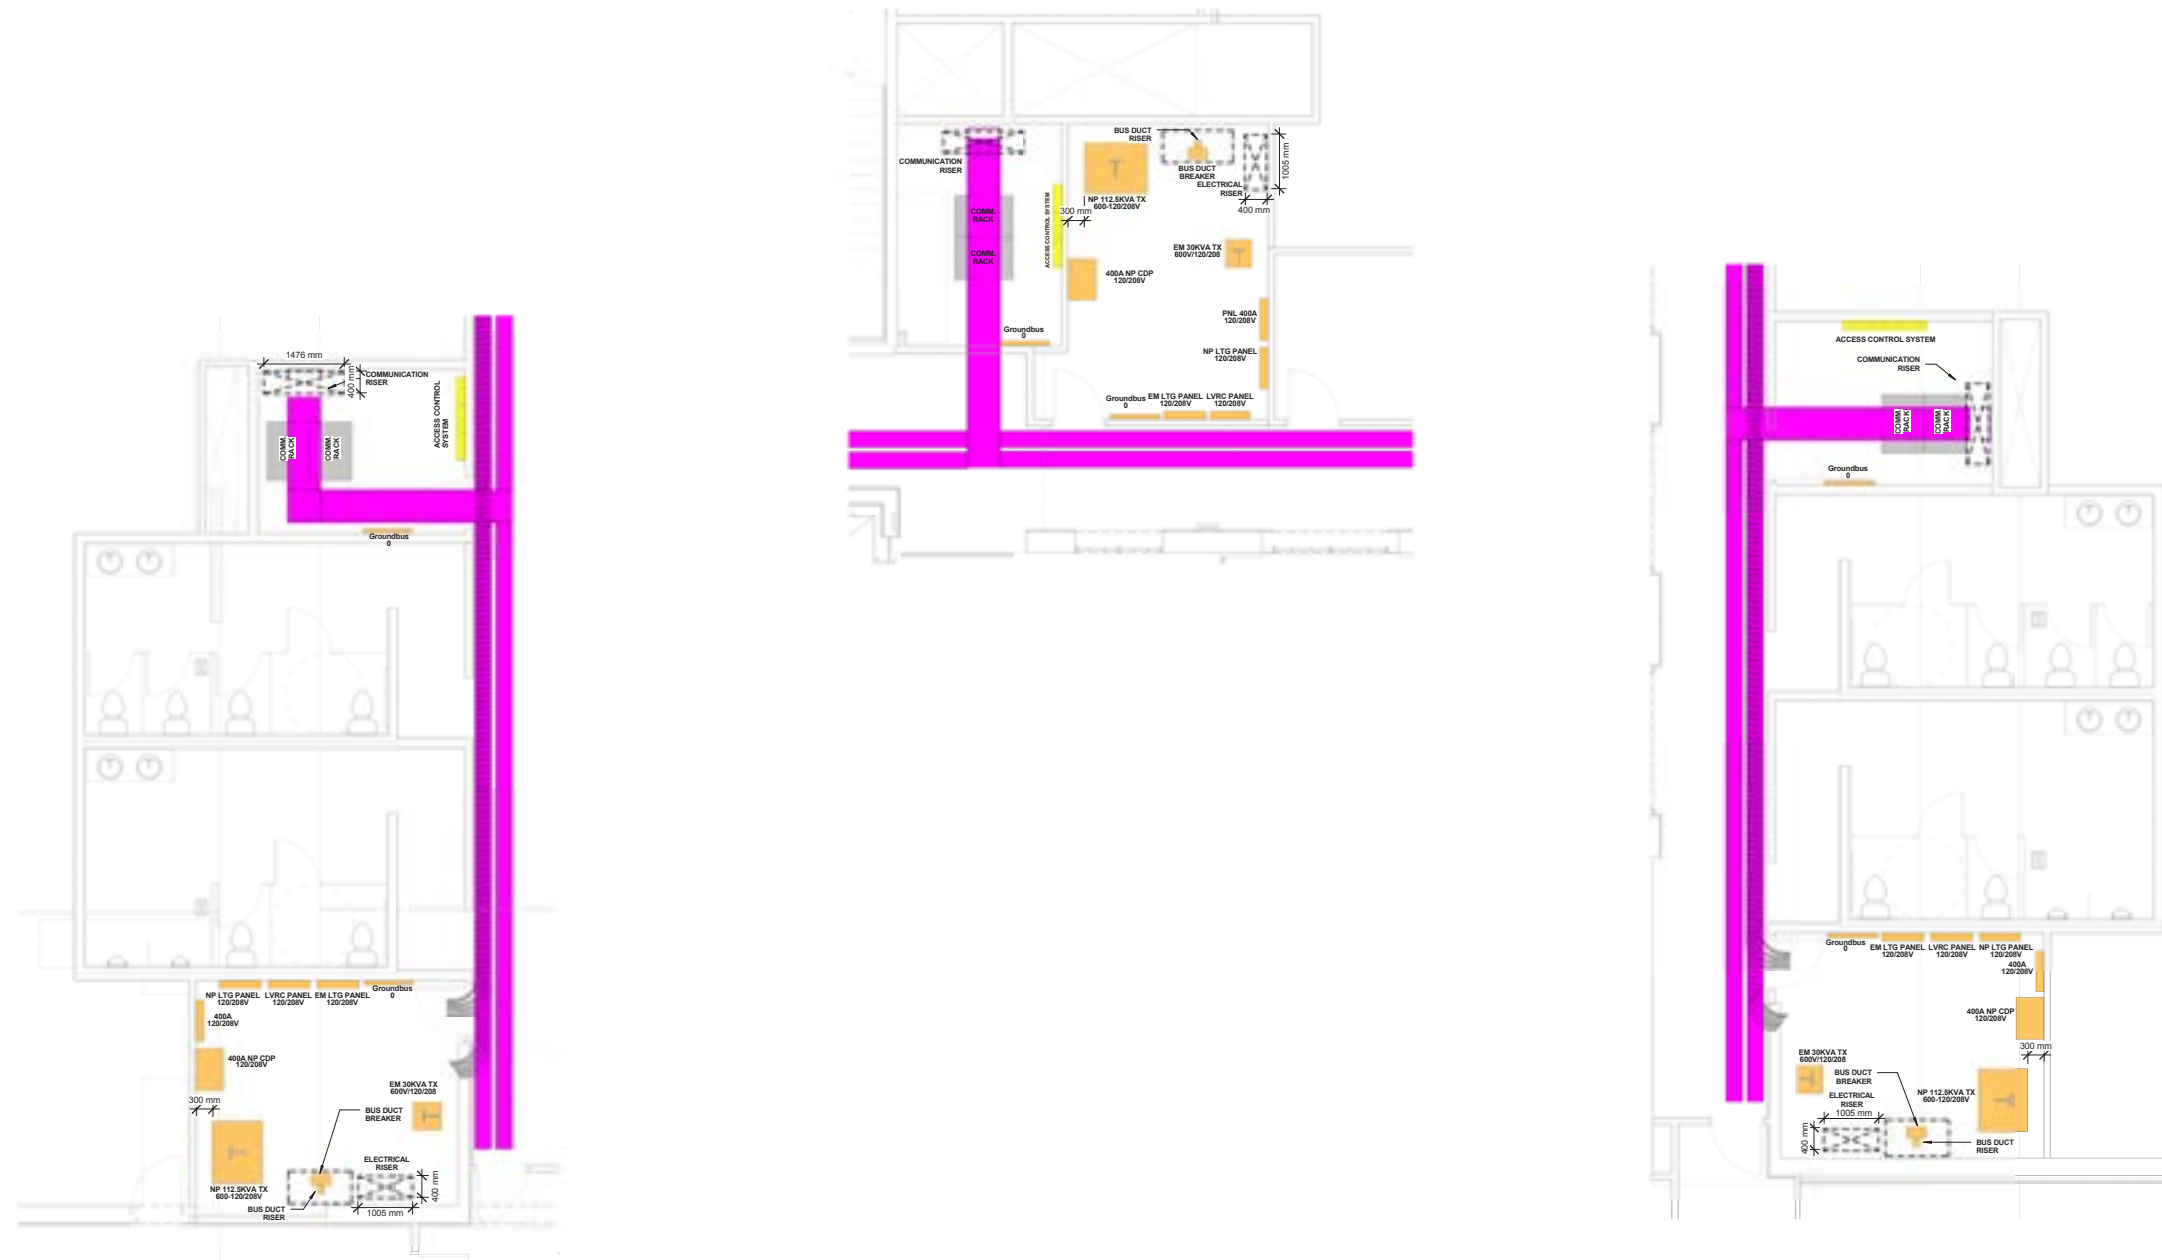 1476 mm
400 mm
COMMUNICATION
RISER
ACCESS CONTROL
SYSTEM
COMM.
RACK
COMM.
RACK
Groundbus
0
NP LTG PANEL
120/208V
LVRC PANEL
120/208V
EM LTG PANEL
120/208V
Groundbus
0
400A
120/208V
400A NP CDP
120/208V
300 mm
EM 30KVA TX
600V/120/208
BUS DUCT
BREAKER
ELECTRICAL
RISER
400 mm
NP 112.5KVA TX
600-120/208V
BUS DUCT
RISER
1005 mm
BUS DUCT
RISER
COMMUNICATION
RISER
BUS DUCT
BREAKER
ELECTRICAL
RISER
1005 mm
400 mm
NP 112.5KVA TX
600-120/208V
300 mm
ACCESS CONTROL SYSTEM
COMM.
RACK
COMM.
RACK
EM 30KVA TX
600V/120/208
400A NP CDP
120/208V
PNL 400A
120/208V
Groundbus
0
NP LTG PANEL
120/208V
Groundbus
0
EM LTG PANEL
120/208V
LVRC PANEL
120/208V
ACCESS CONTROL SYSTEM
COMMUNICATION
RISER
COMM.
RACK
COMM.
RACK
Groundbus
0
Groundbus
0
EM LTG PANEL
120/208V
LVRC PANEL
120/208V
NP LTG PANEL
120/208V
400A
120/208V
400A NP CDP
120/208V
300 mm
EM 30KVA TX
600V/120/208
BUS DUCT
BREAKER
NP 112.5KVA TX
600-120/208V
ELECTRICAL
RISER
1005 mm
400 mm
BUS DUCT
RISER